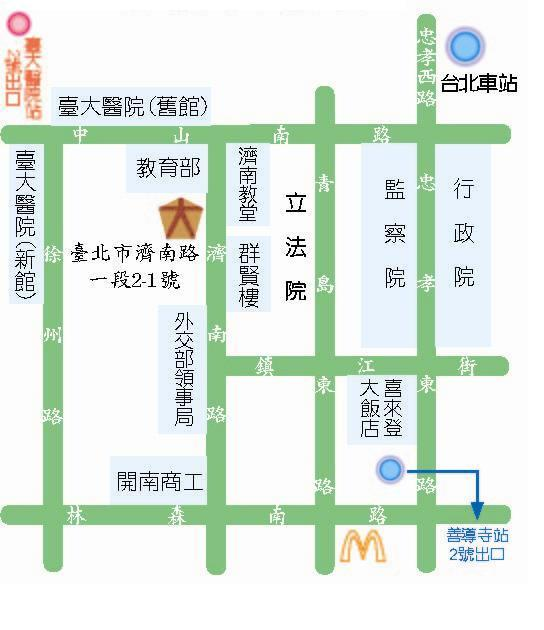 臺大醫院站
2號出口
忠孝西路
台北車站
臺大醫院(舊館)
中山南路
臺大醫院(新館)
徐州路
教育部
大
臺北市濟南路
一段2-1號
濟南路
濟南教堂
群賢樓
立法院
青島東路
監察院
忠孝東路
行政院
外交部領事局
鎮江街
喜來登
大飯店
開南商工
林森南路
善導寺站
2號出口